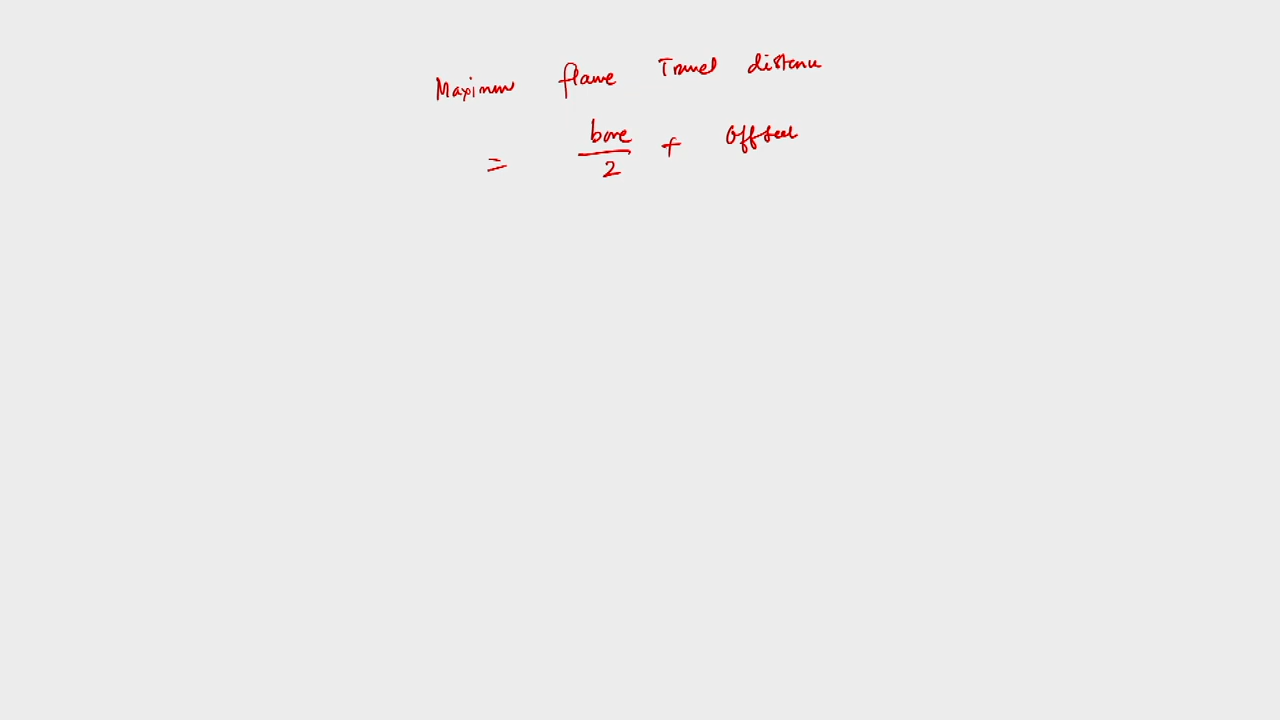 Maximum flame Travel distance
= bore/2 + Offset